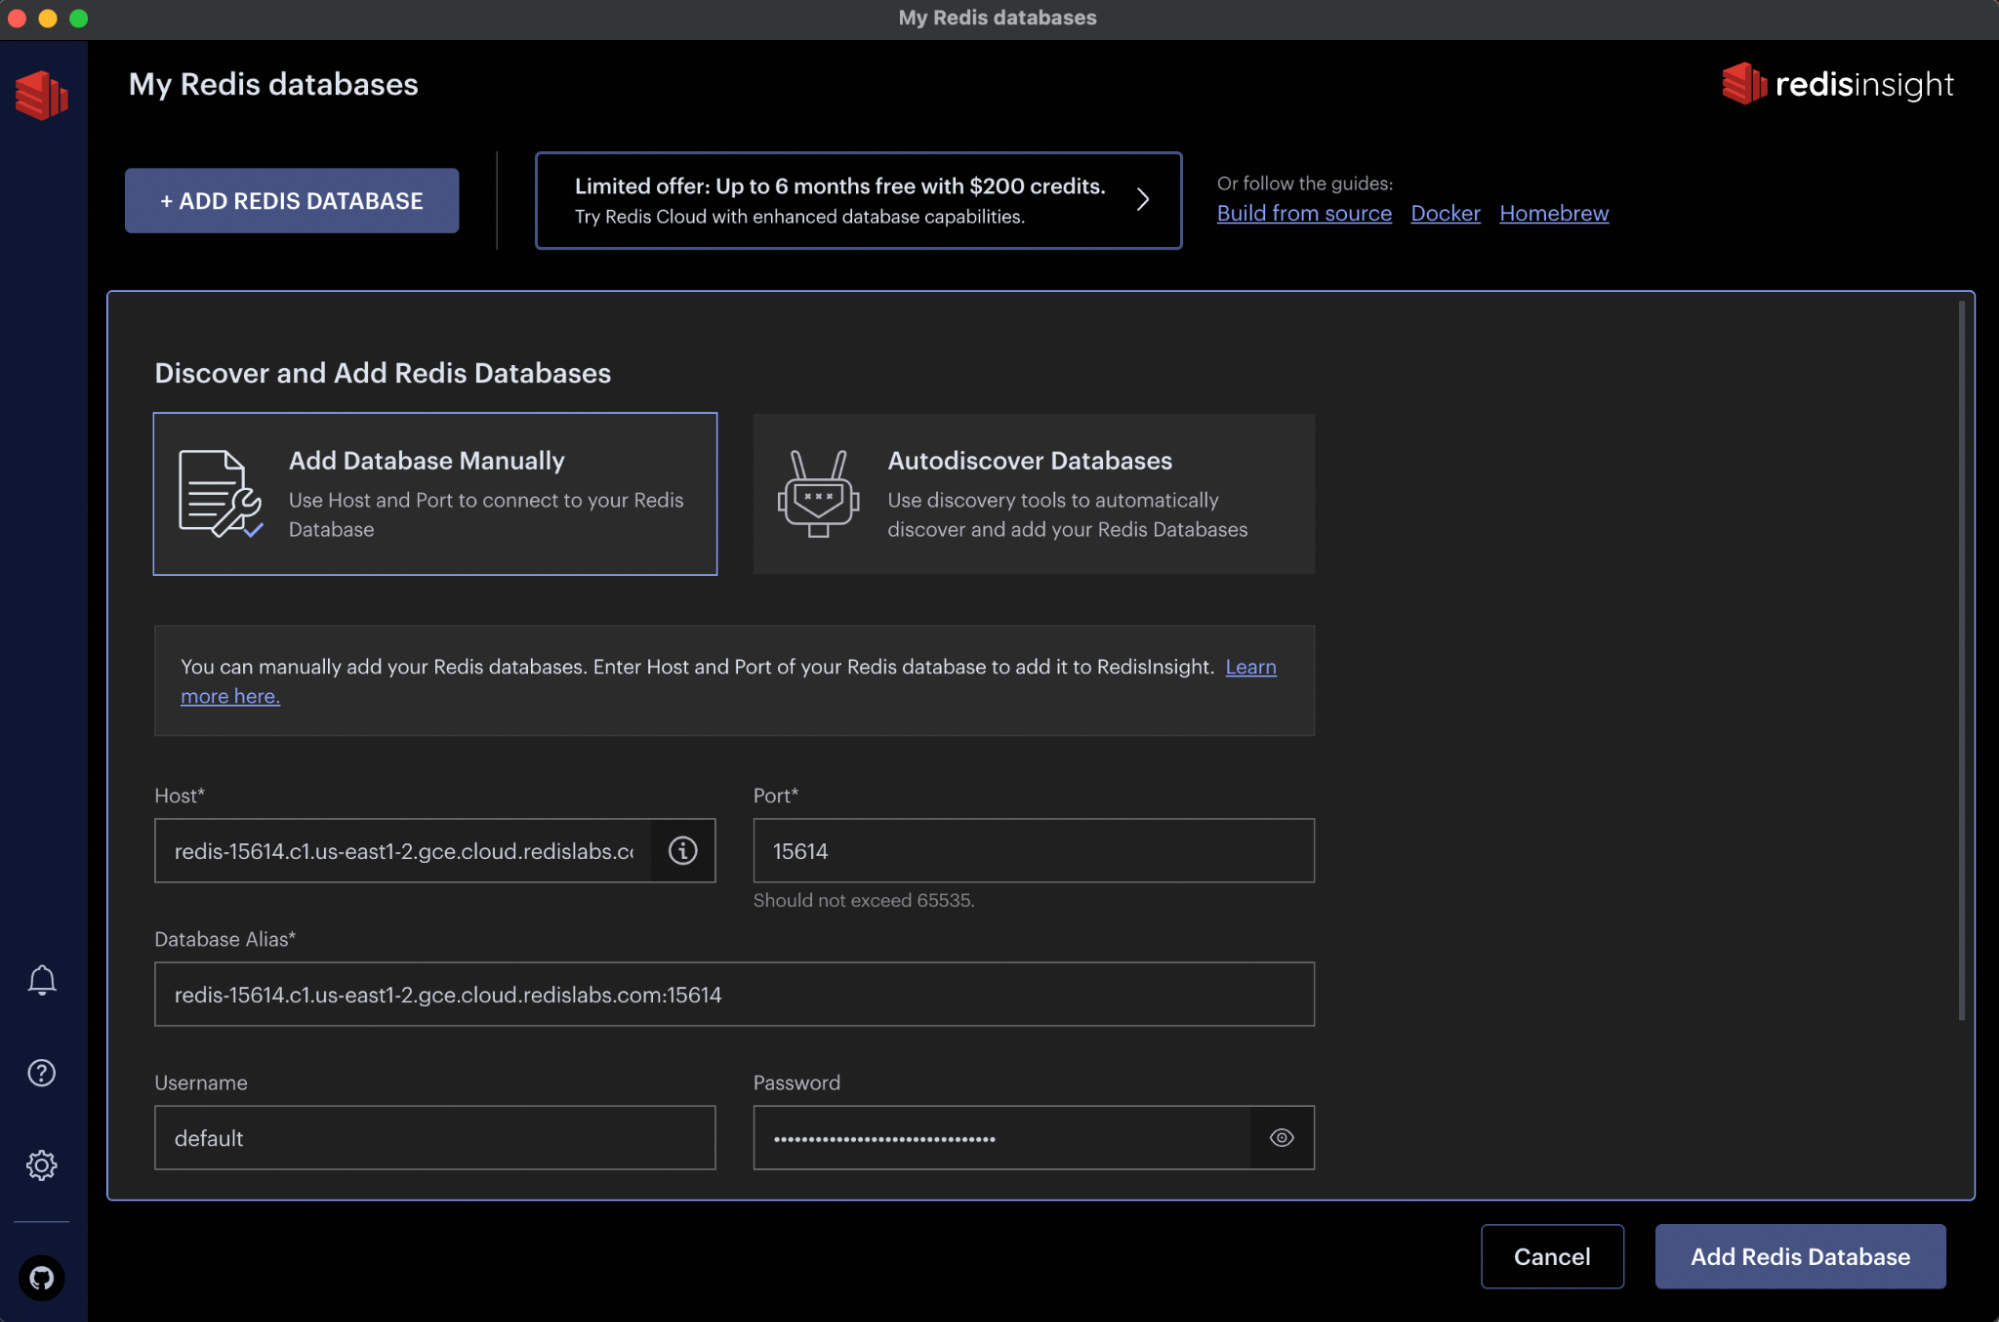 My Redis databases
My Redis databases
redisinsight
+ ADD REDIS DATABASE
Limited offer: Up to 6 months free with $200 credits.
Try Redis Cloud with enhanced database capabilities.
Or follow the guides:
Build from source Docker Homebrew
Discover and Add Redis Databases
Add Database Manually
Use Host and Port to connect to your Redis
Database
Autodiscover Databases
Use discovery tools to automatically
discover and add your Redis Databases
You can manually add your Redis databases. Enter Host and Port of your Redis database to add it to RedisInsight. Learn
more here.
Host*
redis-15614.c1.us-east1-2.gce.cloud.redislabs.c
Port*
15614
Should not exceed 65535.
Database Alias*
redis-15614.c1.us-east1-2.gce.cloud.redislabs.com:15614
Username
default
Password
••••••••••••••••••••••••••••••••
Cancel
Add Redis Database